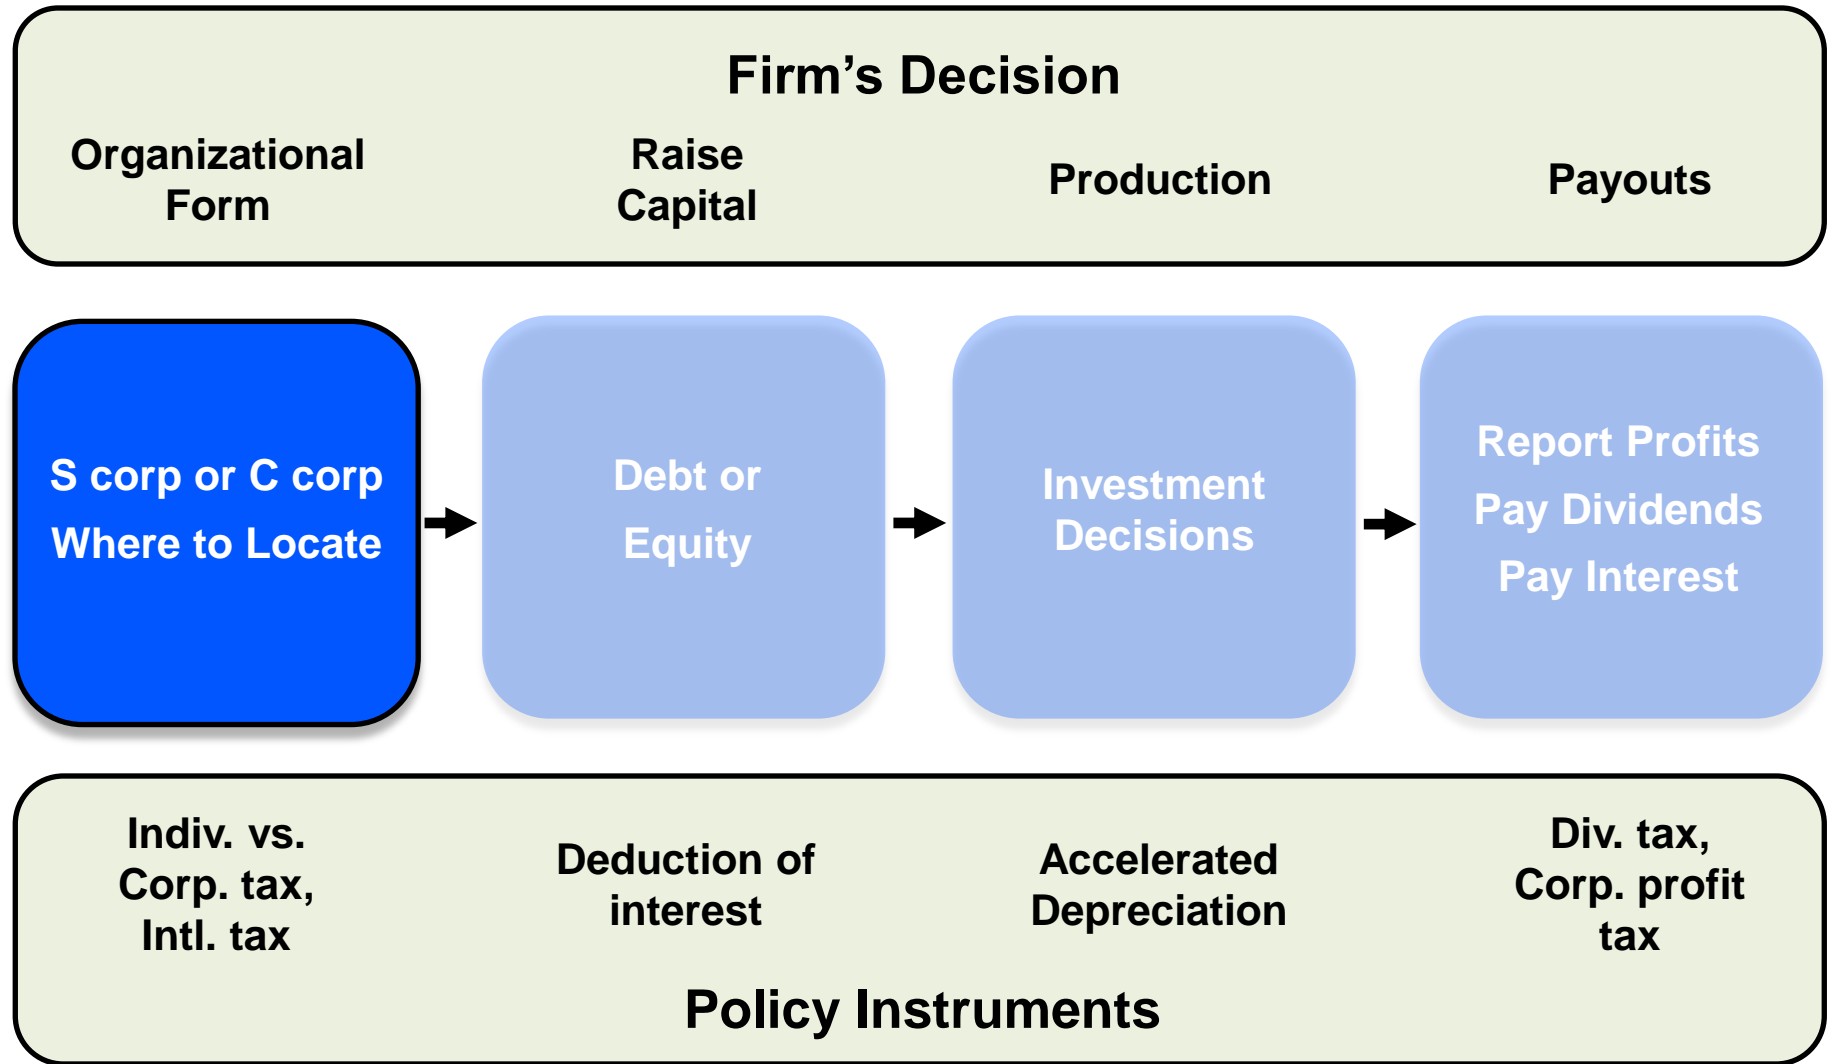 Firm’s Decision
Organizational
Form
Raise
Capital
Production
Payouts
S corp or C corp
Where to Locate
Debt or
Equity
Investment
Decisions
Report Profits
Pay Dividends
Pay Interest
Indiv. vs.
Corp. tax,
Intl. tax
Deduction of
interest
Accelerated
Depreciation
Div. tax,
Corp. profit
tax
Policy Instruments